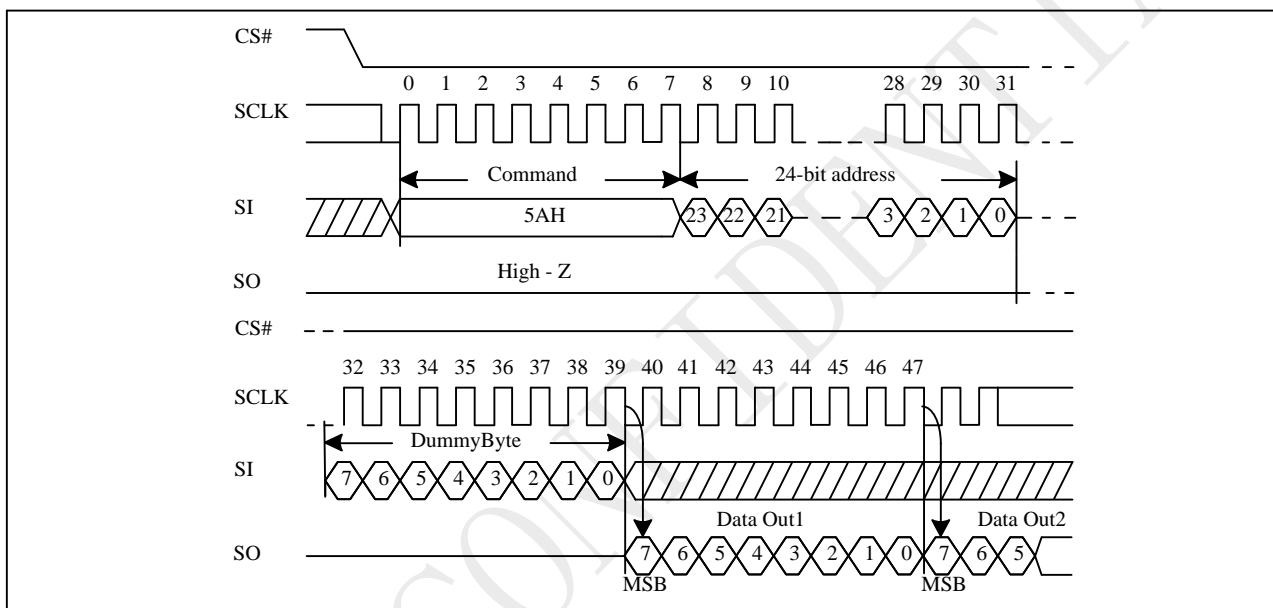 CS#
0 1 2 3 4 5 6 7 8 9 10 28 29 30 31
SCLK
Command 24-bit address
SI 5AH 23 22 21 3 2 1 0
SO High - Z
CS#
32 33 34 35 36 37 38 39 40 41 42 43 44 45 46 47
SCLK
DummyByte
SI 7 6 5 4 3 2 1 0
Data Out1 Data Out2
SO 7 6 5 4 3 2 1 0 7 6 5
MSB MSB
CONFIDENTIA